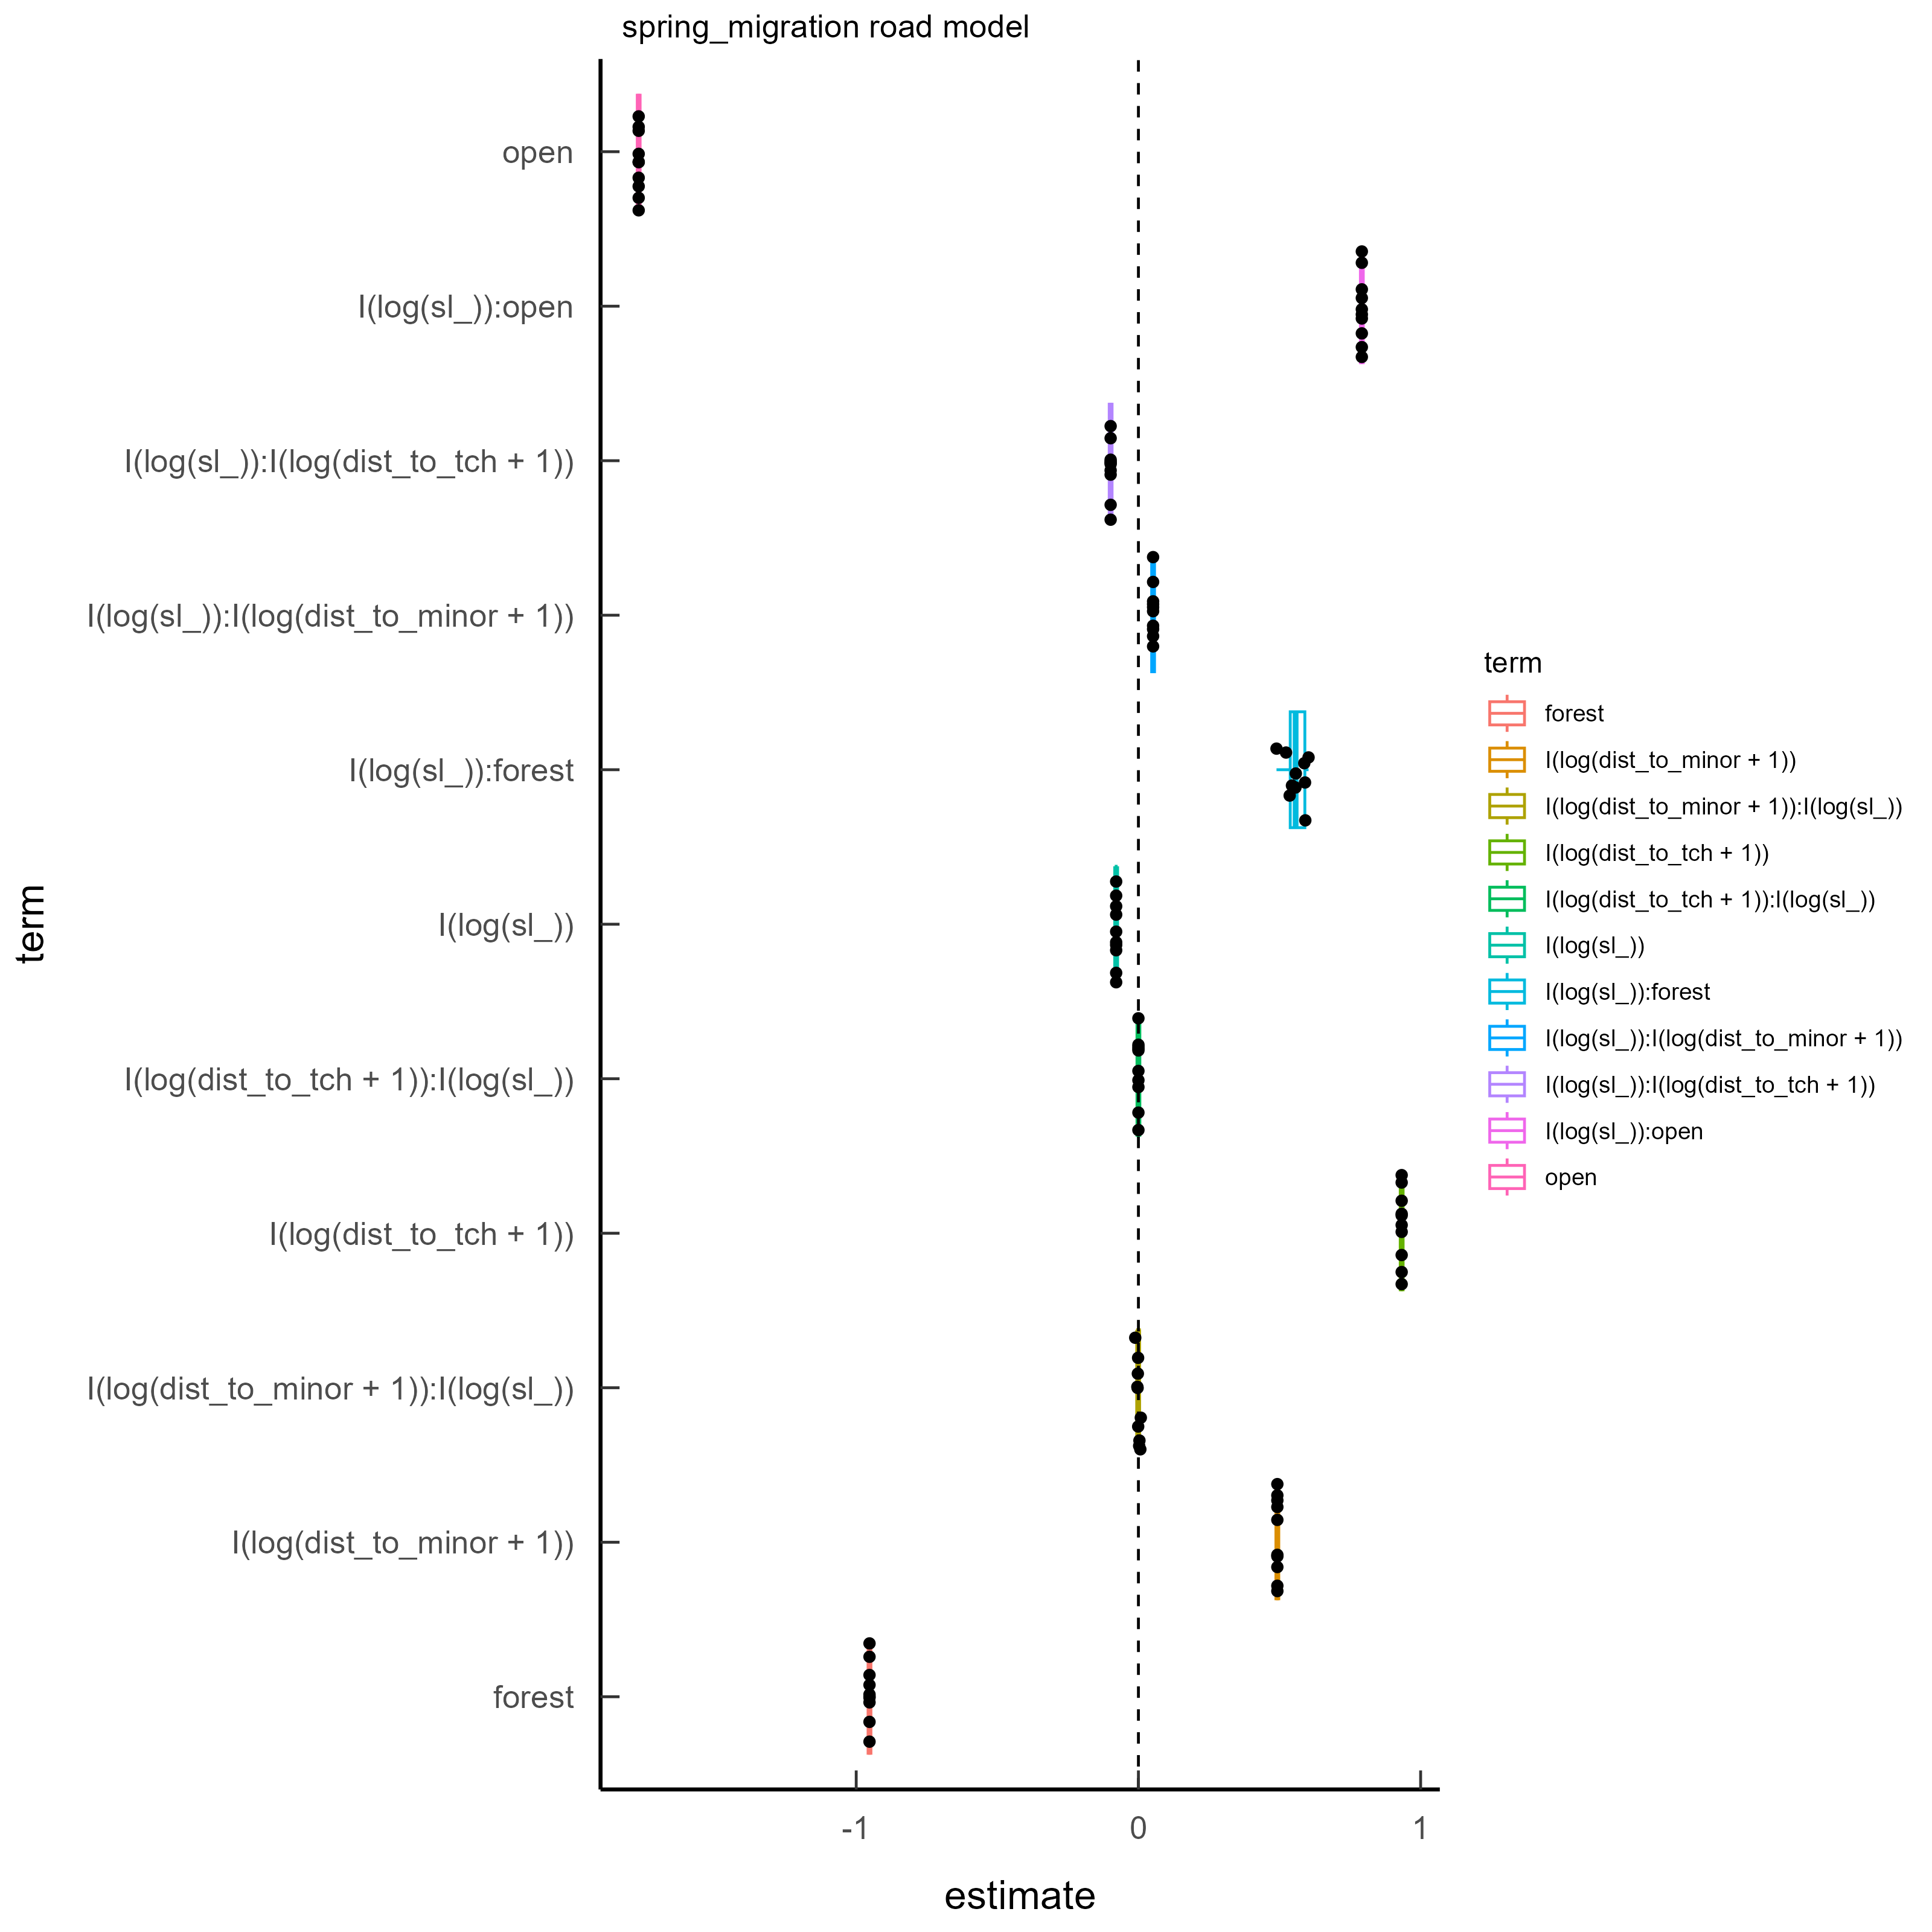 spring_migration road model
open
I(log(sl_)):open
I(log(sl_)):I(log(dist_to_tch + 1))
I(log(sl_)):I(log(dist_to_minor + 1))
I(log(sl_)):forest
I(log(sl_))
I(log(dist_to_tch + 1)):I(log(sl_))
I(log(dist_to_tch + 1))
I(log(dist_to_minor + 1)):I(log(sl_))
I(log(dist_to_minor + 1))
forest
term
-1
0
1
estimate
term
forest
I(log(dist_to_minor + 1))
I(log(dist_to_minor + 1)):I(log(sl_))
I(log(dist_to_tch + 1))
I(log(dist_to_tch + 1)):I(log(sl_))
I(log(sl_))
I(log(sl_)):forest
I(log(sl_)):I(log(dist_to_minor + 1))
I(log(sl_)):I(log(dist_to_tch + 1))
I(log(sl_)):open
open